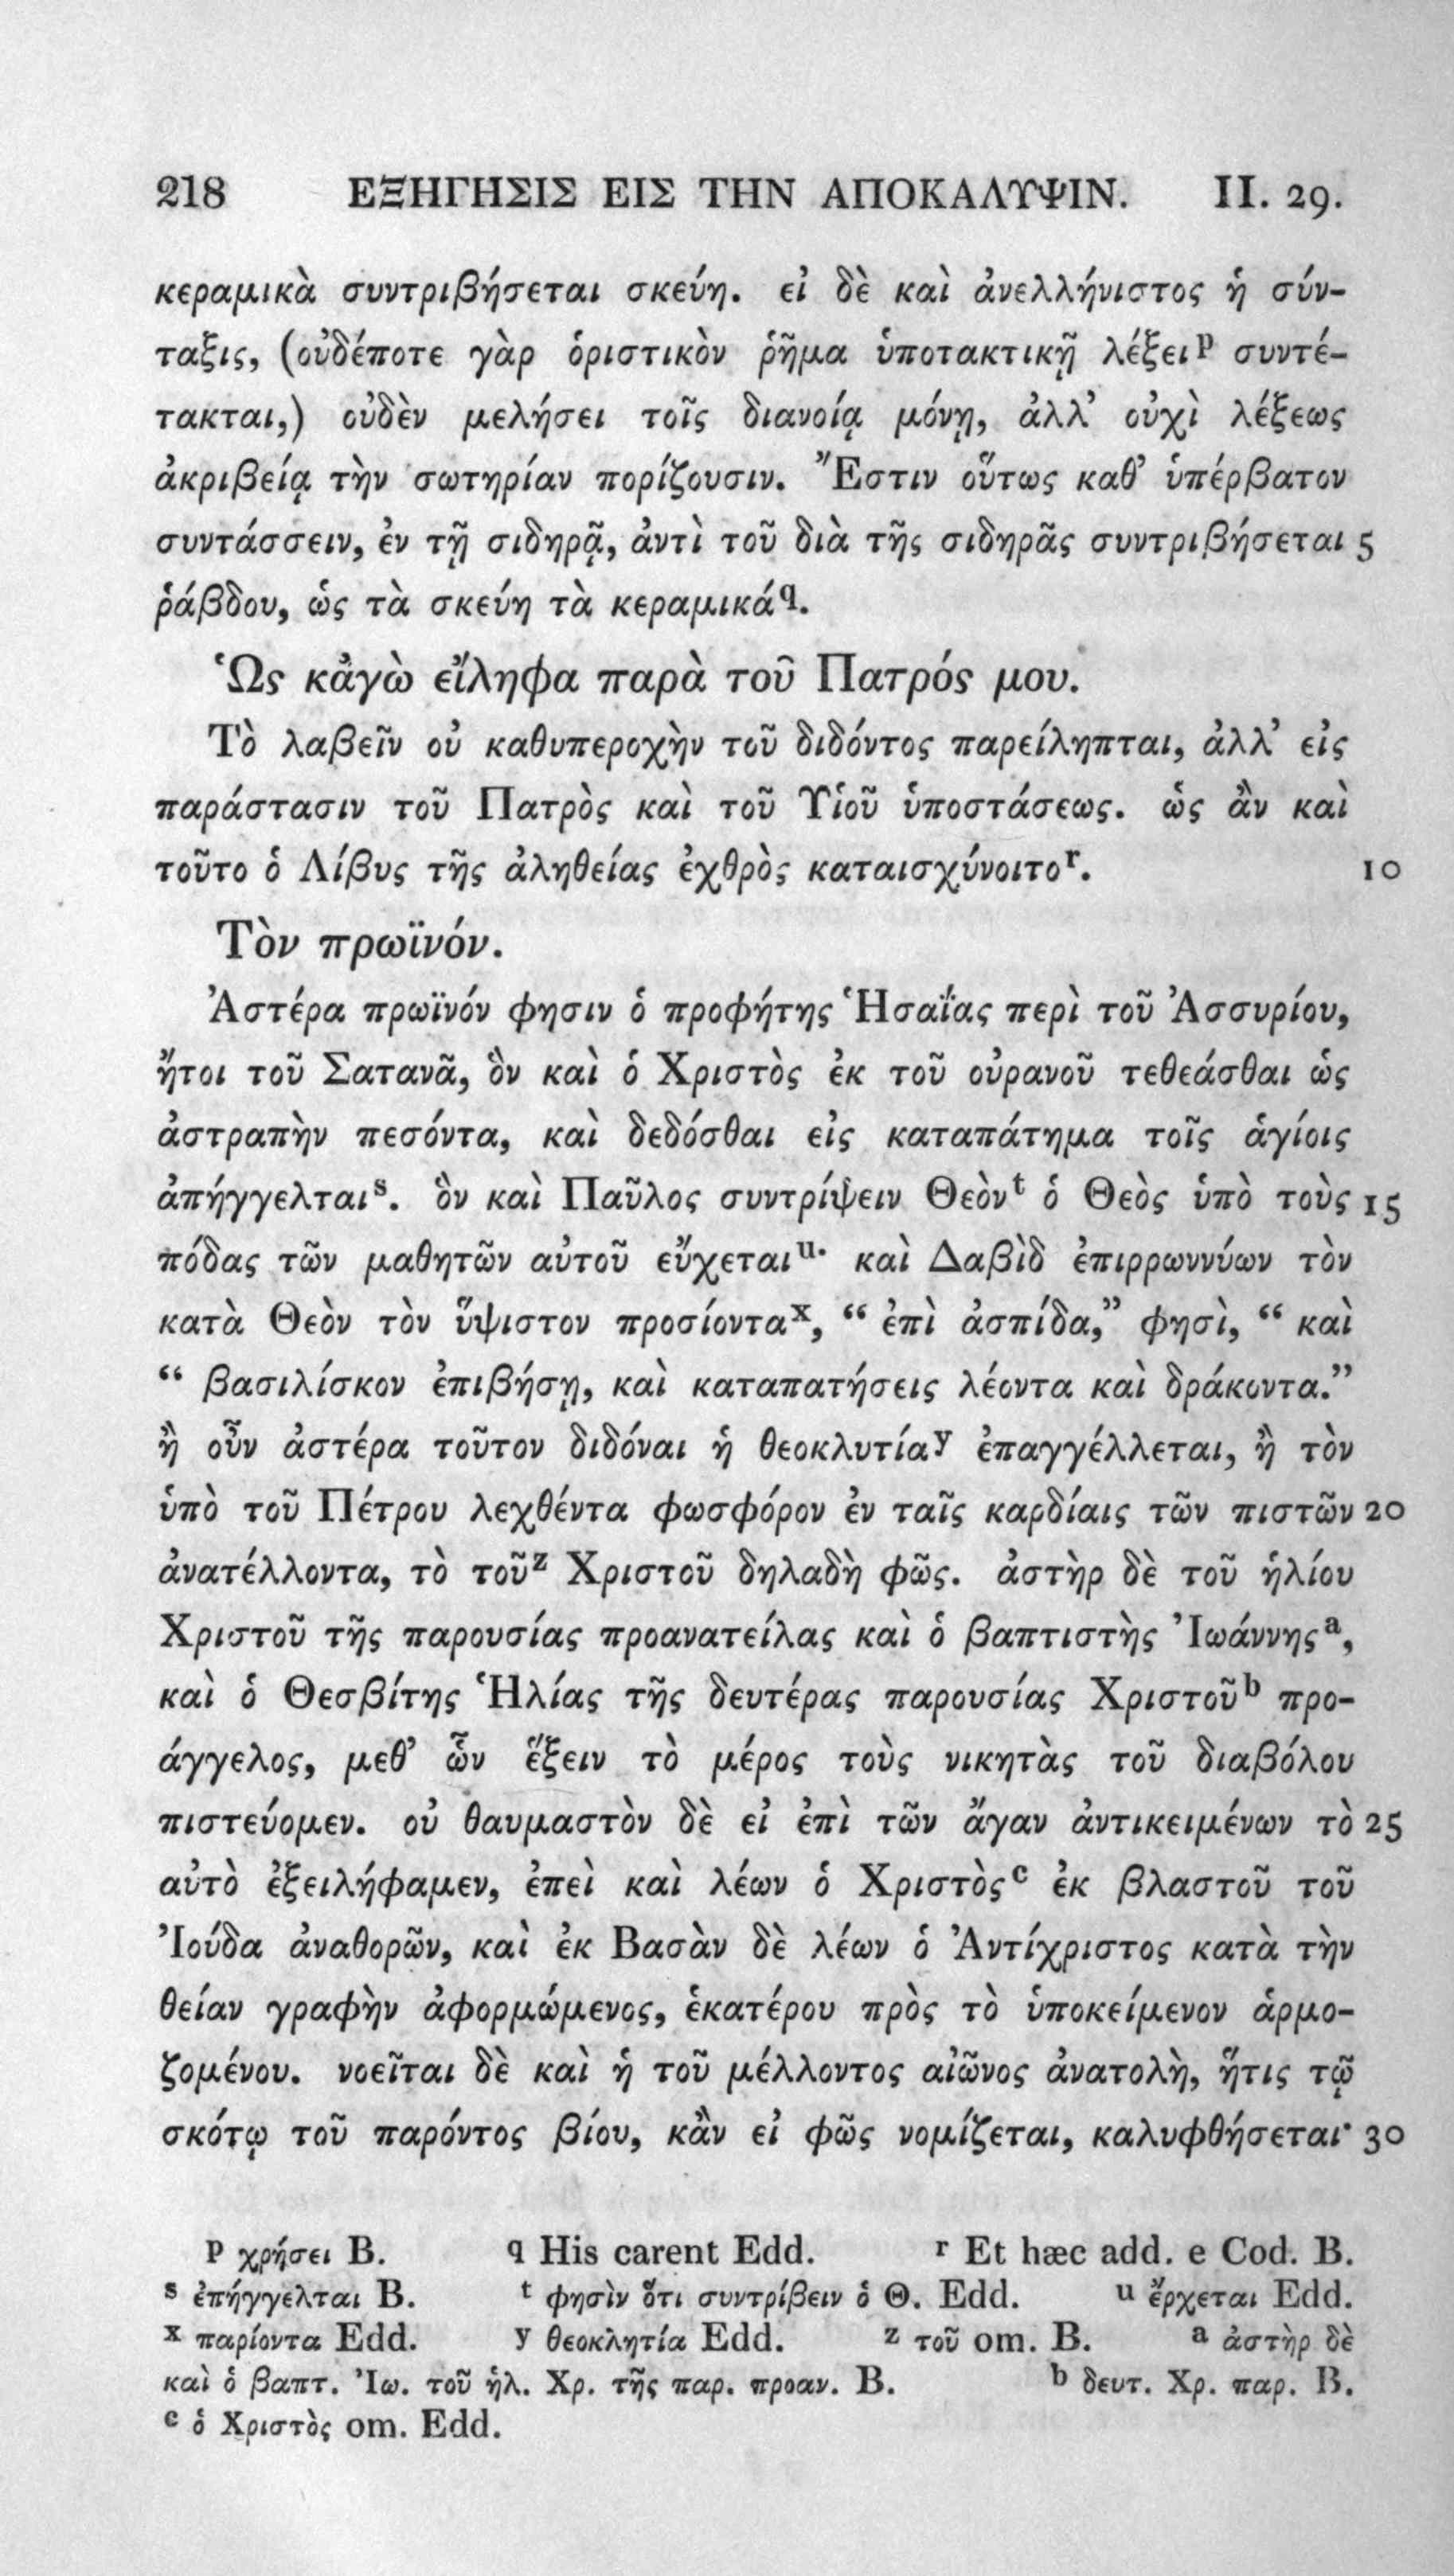 218 ΕΞΗΓΗΣΙΣ ΕΙΣ ΤΗΝ ΑΠΟΚΑΛΥΨΙΝ. II. 29.
κεραμικὰ συντριβήσεται σκεύη. εἰ δὲ καὶ ἀνελλήνιστος ἡ σύν-
ταξις, (οὐδέποτε γὰρ ὁριστικὸν ῥῆμα ὑποτακτικῇ λέξει p συντέ-
τακται,) οὐδὲν μελήσει τοῖς διανοίᾳ μόνῃ, ἀλλ’ οὐχὶ λέξεως
ἀκριβείᾳ τὴν σωτηρίαν πορίζουσιν. Ἔστιν οὕτως καθ’ ὑπέρβατον
συντάσσειν, ἐν τῇ σιδηρᾷ, ἀντὶ τοῦ διὰ τῆς σιδηρᾶς συντριβήσεται 5
ῥάβδου, ὡς τὰ σκεύη τὰ κεραμικά q.
Ὡς κἀγὼ εἴληφα παρὰ τοῦ Πατρός μου.
Τὸ λαβεῖν οὐ καθυπεροχὴν τοῦ διδόντος παρείληπται, ἀλλ’ εἰς
παράστασιν τοῦ Πατρὸς καὶ τοῦ Υἱοῦ ὑποστάσεως. ὡς ἂν καὶ
τοῦτο ὁ Λίβυς τῆς ἀληθείας ἐχθρὸς καταισχύνοιτο r. 10
Τὸν πρωϊνόν.
Ἀστέρα πρωϊνόν φησιν ὁ προφήτης Ἡσαΐας περὶ τοῦ Ἀσσυρίου,
ἤτοι τοῦ Σατανᾶ, ὃν καὶ ὁ Χριστὸς ἐκ τοῦ οὐρανοῦ τεθεάσθαι ὡς
ἀστραπὴν πεσόντα, καὶ δεδόσθαι εἰς καταπάτημα τοῖς ἁγίοις
ἀπήγγελται s. ὃν καὶ Παῦλος συντρίψειν Θεὸν t ὁ Θεὸς ὑπὸ τοὺς 15
πόδας τῶν μαθητῶν αὐτοῦ εὔχεται u· καὶ Δαβὶδ ἐπιρρωννύων τὸν
κατὰ Θεὸν τὸν ὕψιστον προσίοντα x, “ ἐπὶ ἀσπίδα,” φησὶ, “ καὶ
“ βασιλίσκον ἐπιβήσῃ, καὶ καταπατήσεις λέοντα καὶ δράκοντα.”
ἢ οὖν ἀστέρα τοῦτον διδόναι ἡ θεοκλυτία y ἐπαγγέλλεται, ἢ τὸν
ὑπὸ τοῦ Πέτρου λεχθέντα φωσφόρον ἐν ταῖς καρδίαις τῶν πιστῶν 20
ἀνατέλλοντα, τὸ τοῦ z Χριστοῦ δηλαδὴ φῶς. ἀστὴρ δὲ τοῦ ἡλίου
Χριστοῦ τῆς παρουσίας προανατείλας καὶ ὁ βαπτιστὴς Ἰωάννης a,
καὶ ὁ Θεσβίτης Ἡλίας τῆς δευτέρας παρουσίας Χριστοῦ b προ-
άγγελος, μεθ’ ὧν ἕξειν τὸ μέρος τοὺς νικητὰς τοῦ διαβόλου
πιστεύομεν. οὐ θαυμαστὸν δὲ εἰ ἐπὶ τῶν ἄγαν ἀντικειμένων τὸ 25
αὐτὸ ἐξειλήφαμεν, ἐπεὶ καὶ λέων ὁ Χριστὸς c ἐκ βλαστοῦ τοῦ
Ἰούδα ἀναθορῶν, καὶ ἐκ Βασὰν δὲ λέων ὁ Ἀντίχριστος κατὰ τὴν
θείαν γραφὴν ἀφορμώμενος, ἑκατέρου πρὸς τὸ ὑποκείμενον ἁρμο-
ζομένου. νοεῖται δὲ καὶ ἡ τοῦ μέλλοντος αἰῶνος ἀνατολὴ, ἥτις τῷ
σκότῳ τοῦ παρόντος βίου, κἂν εἰ φῶς νομίζεται, καλυφθήσεται· 30
p χρήσει B. q His carent Edd. r Et hæc add. e Cod. B.
s ἐπήγγελται B. t φησὶν ὅτι συντρίβειν ὁ Θ. Edd. u ἔρχεται Edd.
x παρίοντα Edd. y θεοκλητία Edd. z τοῦ om. B. a ἀστὴρ δὲ
καὶ ὁ βαπτ. Ἰω. τοῦ ἡλ. Χρ. τῆς παρ. προαν. B. b δευτ. Χρ. παρ. B.
c ὁ Χριστὸς om. Edd.